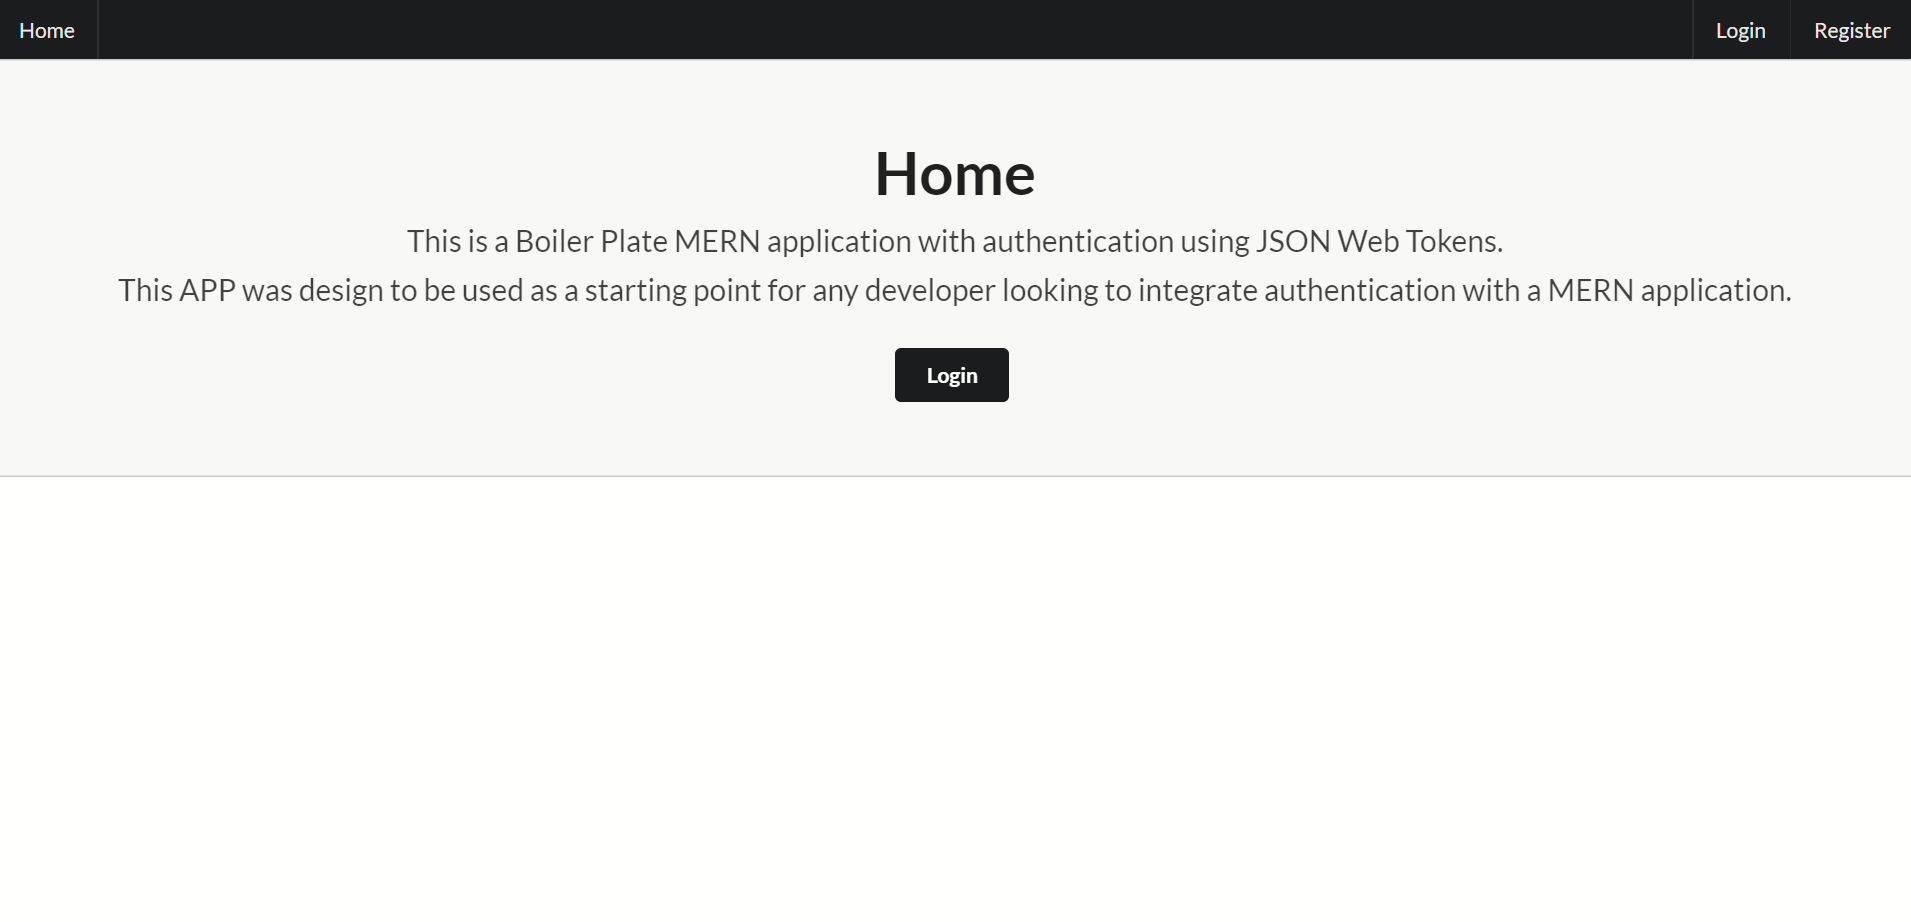 Home
Login
Register
Home
This is a Boiler Plate MERN application with authentication using JSON Web Tokens.
This APP was design to be used as a starting point for any developer looking to integrate authentication with a MERN application.
Login